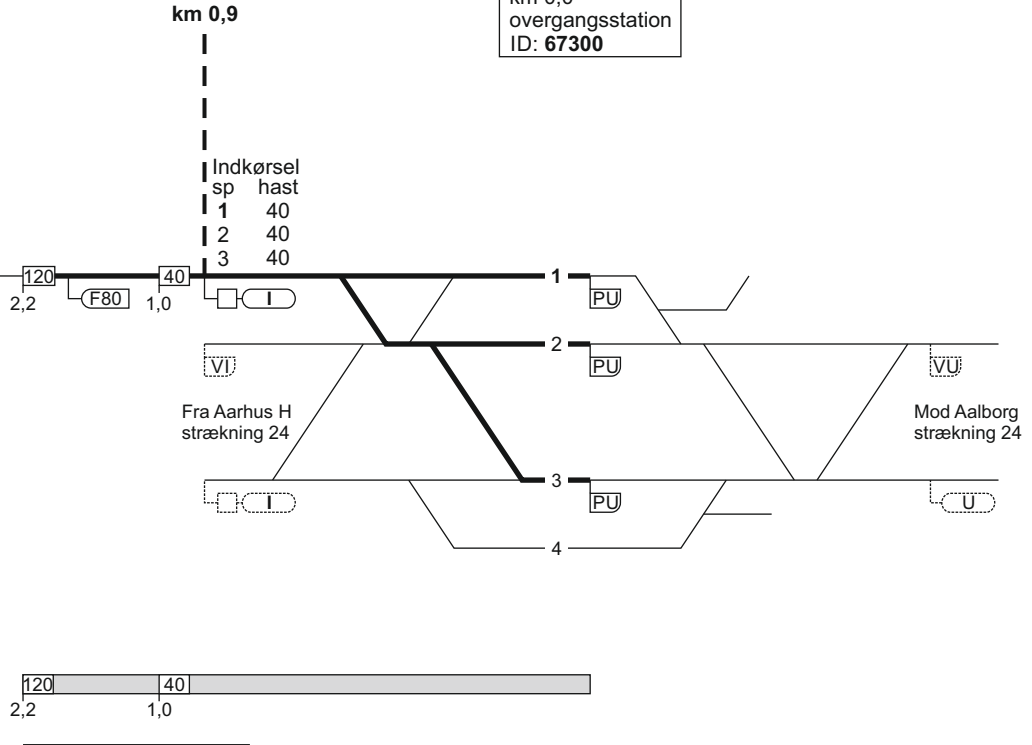 km 0,9
overgangsstation
ID: 67300
Indkørsel
sp hast
1 40
2 40
3 40
120
40
1
2,2
F80
1,0
I
PU
2
VI
PU
VU
Fra Aarhus H
strækning 24
Mod Aalborg
strækning 24
3
I
PU
U
4
120
40
2,2
1,0